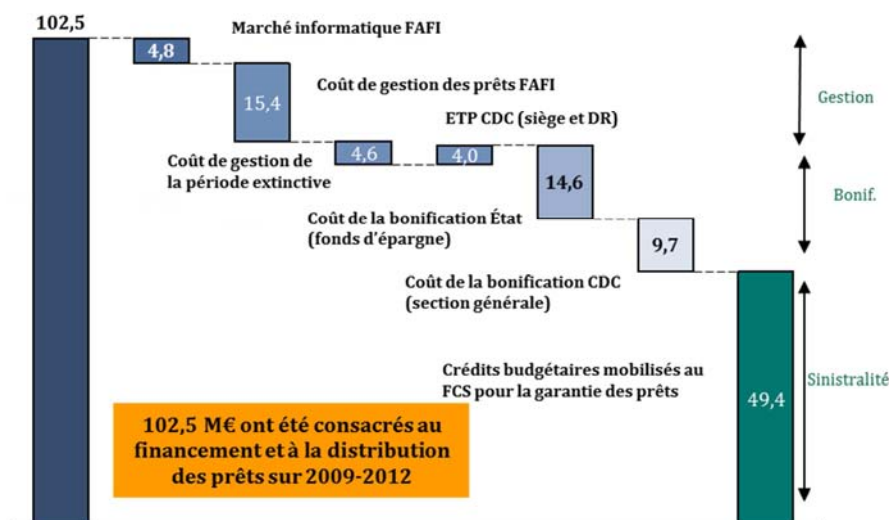 102,5
Marché informatique FAFI
4,8
Coût de gestion des prêts FAFI
15,4
Gestion
ETP CDC (siège et DR)
Coût de gestion de
la période extinctive
4,6
4,0
14,6
Bonif.
Coût de la bonification État
(fonds d'épargne)
9,7
Coût de la bonification CDC
(section générale)
Crédits budgétaires mobilisés au
FCS pour la garantie des prêts
Sinistralité
49,4
102,5 M€ ont été consacrés au
financement et à la distribution
des prêts sur 2009-2012